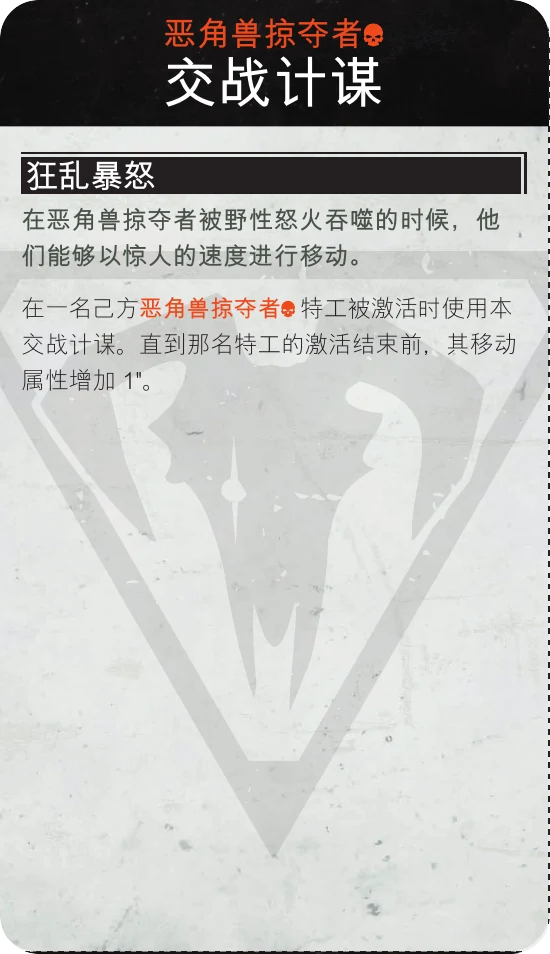 恶角兽掠夺者
交战计谋
狂乱暴怒
在恶角兽掠夺者被野性怒火吞噬的时候，他
们能够以惊人的速度进行移动。
在一名己方恶角兽掠夺者特工被激活时使用本
交战计谋。直到那名特工的激活结束前，其移动
属性增加 1"。